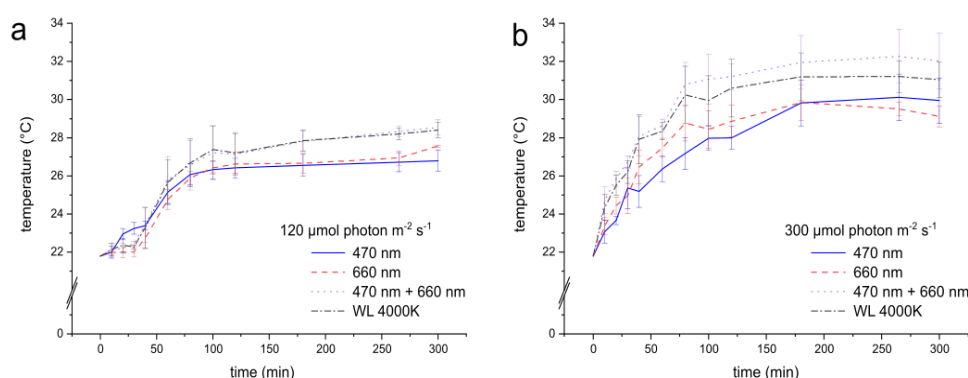 a
34
32
30
28
26
24
22
0
temperature (°C)
120 µmol photon m⁻² s⁻¹
470 nm
660 nm
470 nm + 660 nm
WL 4000K
0 50 100 150 200 250 300
time (min)
b
34
32
30
28
26
24
22
0
temperature (°C)
300 µmol photon m⁻² s⁻¹
470 nm
660 nm
470 nm + 660 nm
WL 4000K
0 50 100 150 200 250 300
time (min)